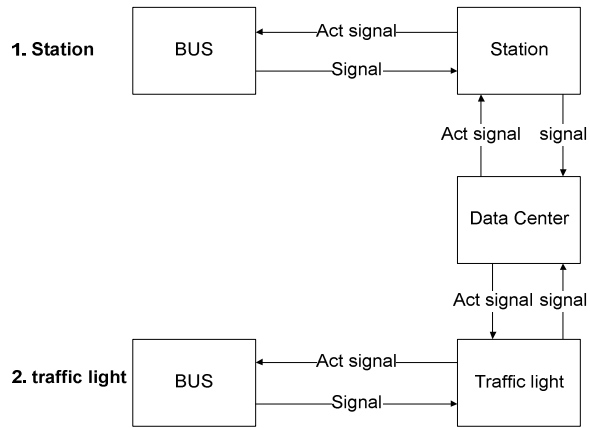 1. Station
BUS
Act signal
Signal
Station
Act signal
signal
Data Center
Act signal
signal
2. traffic light
BUS
Act signal
Signal
Traffic light